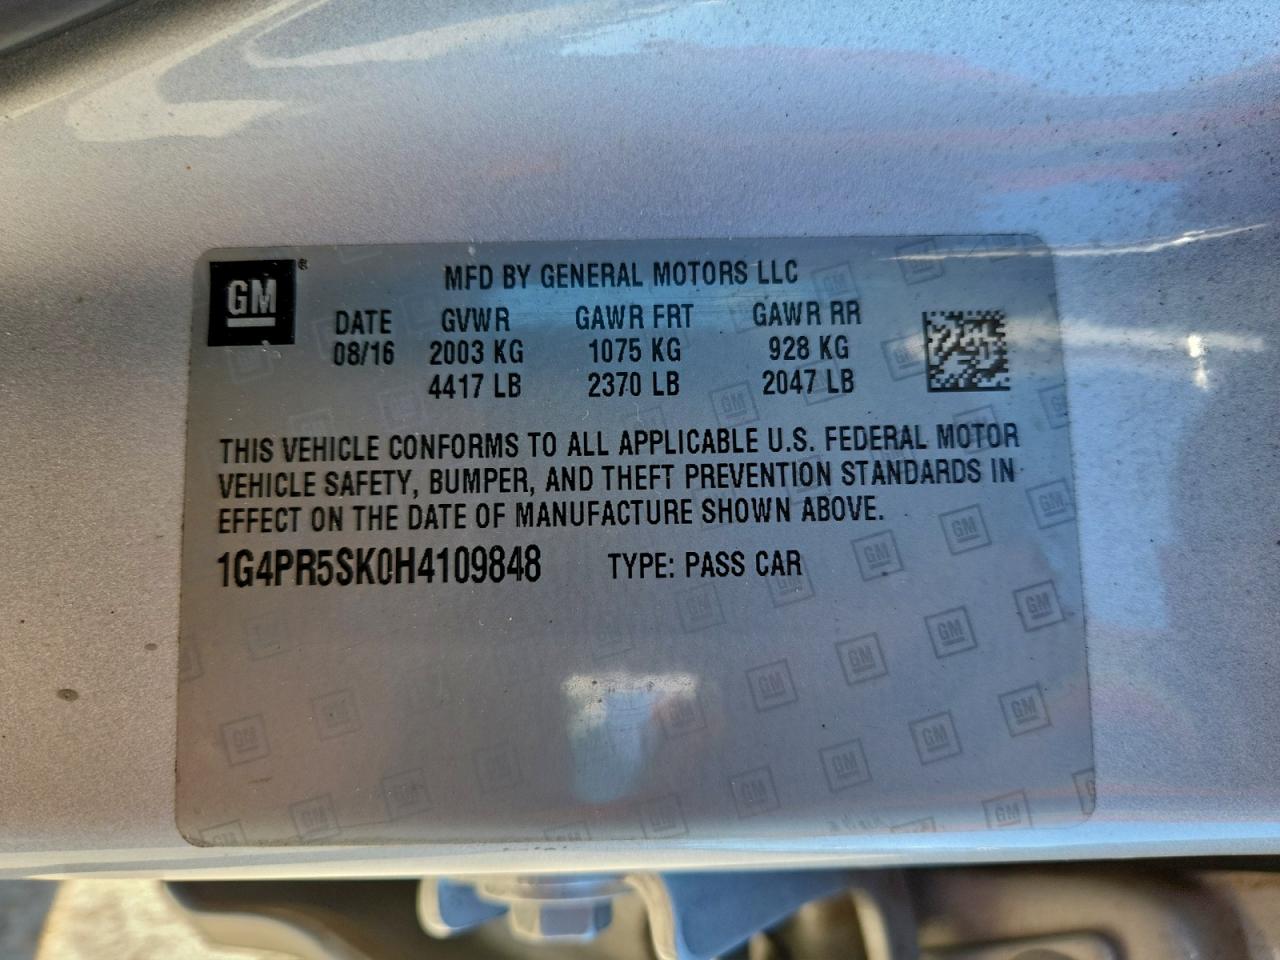 GM
MFD BY GENERAL MOTORS LLC
DATE GVWR GAWR FRT GAWR RR
08/16 2003 KG 1075 KG 928 KG
4417 LB 2370 LB 2047 LB
THIS VEHICLE CONFORMS TO ALL APPLICABLE U.S. FEDERAL MOTOR
VEHICLE SAFETY, BUMPER, AND THEFT PREVENTION STANDARDS IN
EFFECT ON THE DATE OF MANUFACTURE SHOWN ABOVE.
1G4PR5SK0H4109848 TYPE: PASS CAR